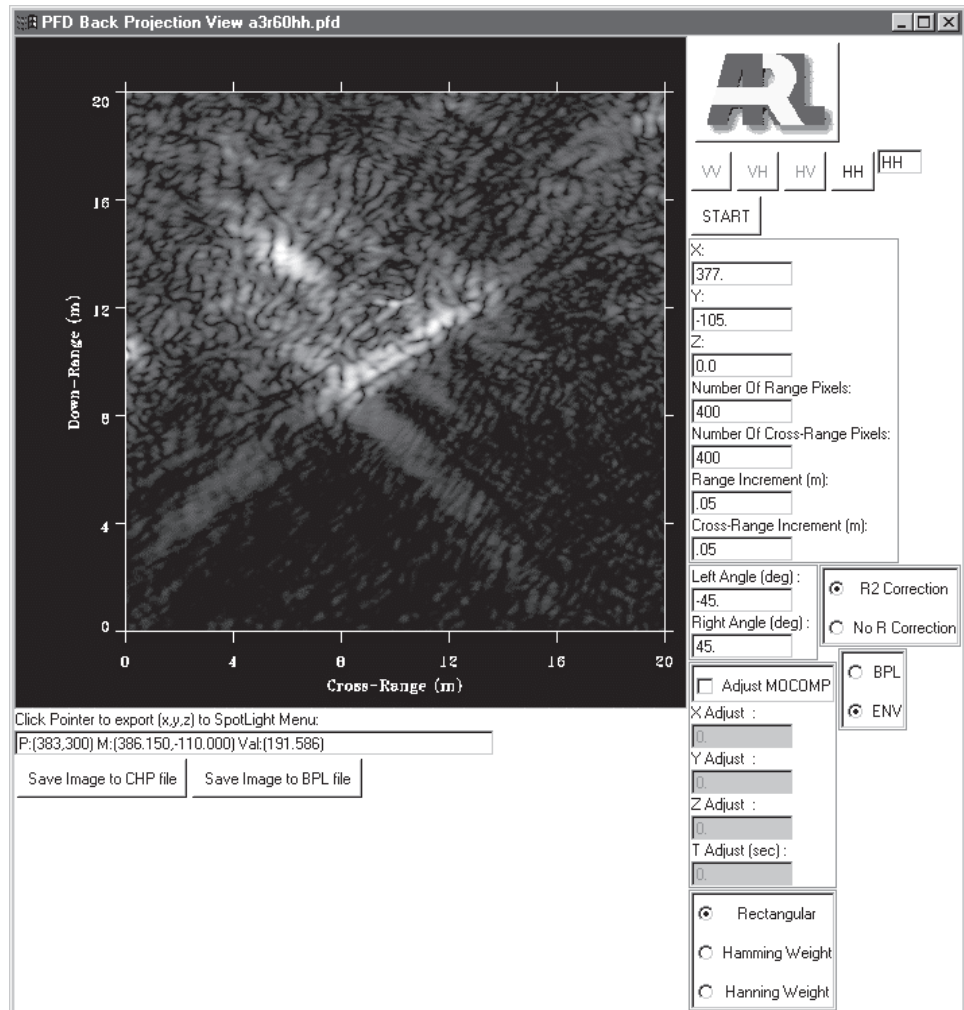 PFD Back Projection View a3r60hh.pfd
20
16
12
8
4
0
Down-Range (m)
0 4 8 12 16 20
Cross-Range (m)
Click Pointer to export (x,y,z) to SpotLight Menu:
P:(383,300) M:(386.150,-110.000) Val:(191.586)
Save Image to CHP file Save Image to BPL file
ARL
VV VH HV HH HH
START
X:
377.
Y:
-105.
Z:
0.0
Number Of Range Pixels:
400
Number Of Cross-Range Pixels:
400
Range Increment (m):
.05
Cross-Range Increment (m):
.05
Left Angle (deg) :
-45.
Right Angle (deg) :
45.
R2 Correction
No R Correction
BPL
ENV
Adjust MOCOMP
X Adjust :
0.
Y Adjust :
0.
Z Adjust :
0.
T Adjust (sec) :
0.
Rectangular
Hamming Weight
Hanning Weight